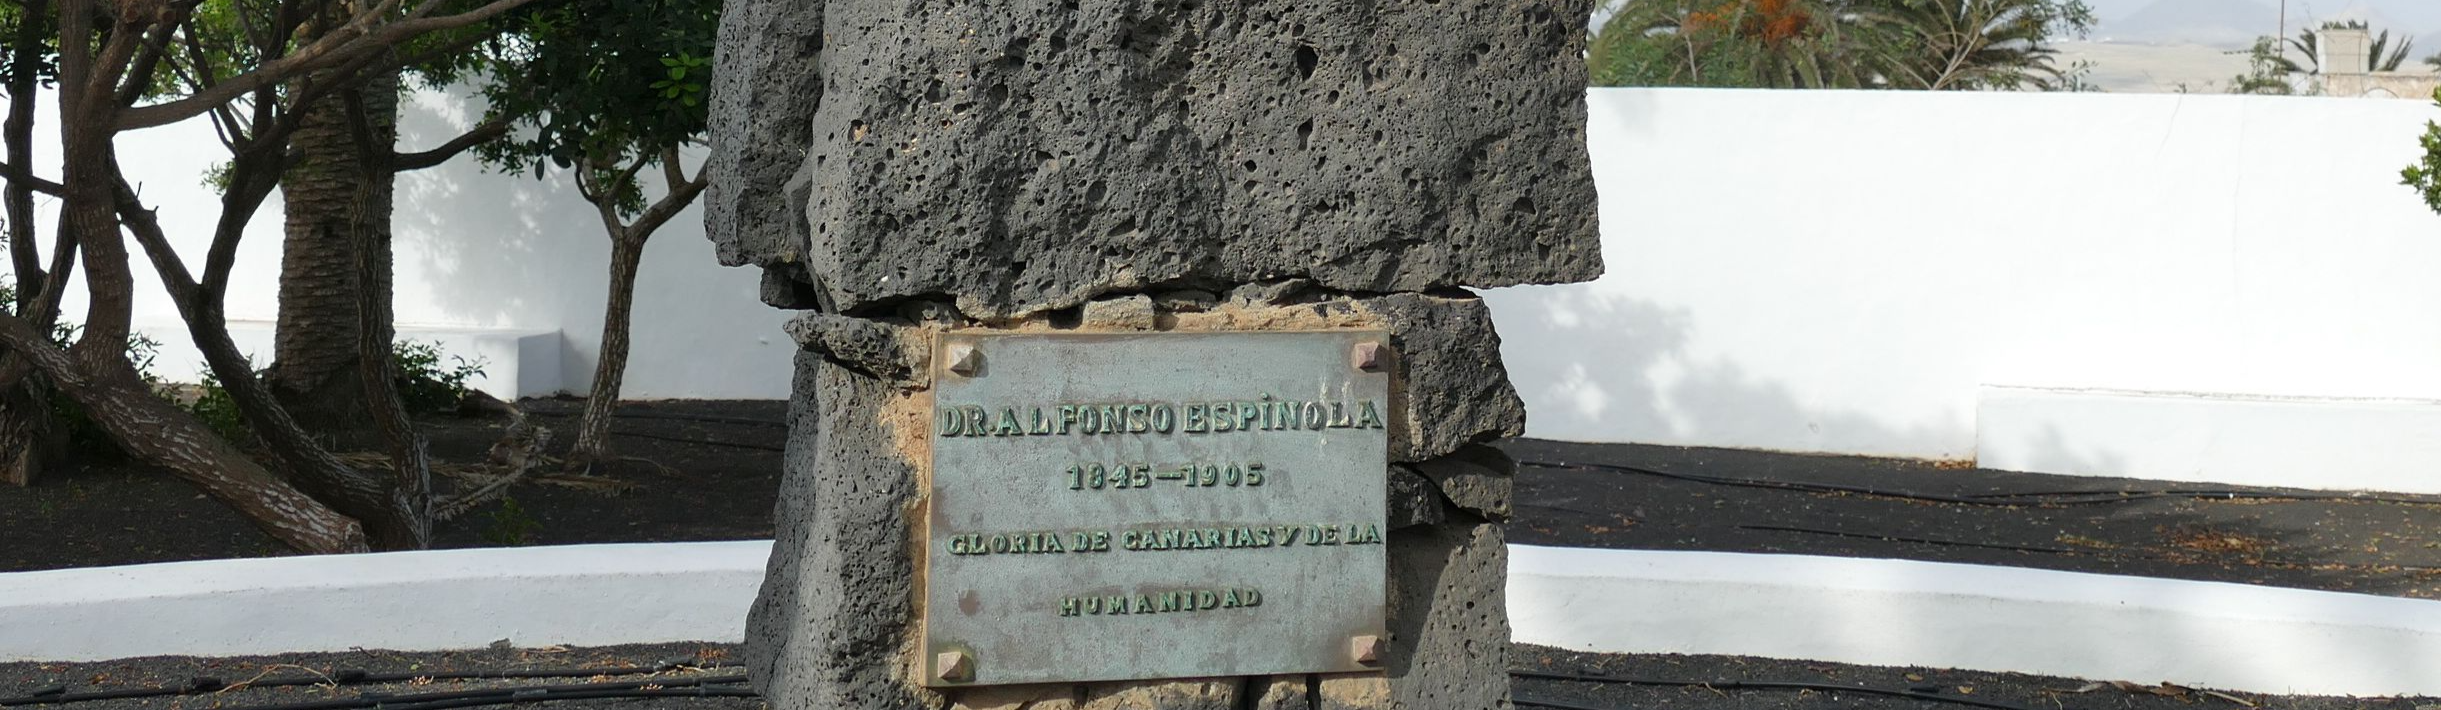 DR. ALFONSO ESPÍNOLA
1845—1905
GLORIA DE CANARIAS Y DE LA
HUMANIDAD